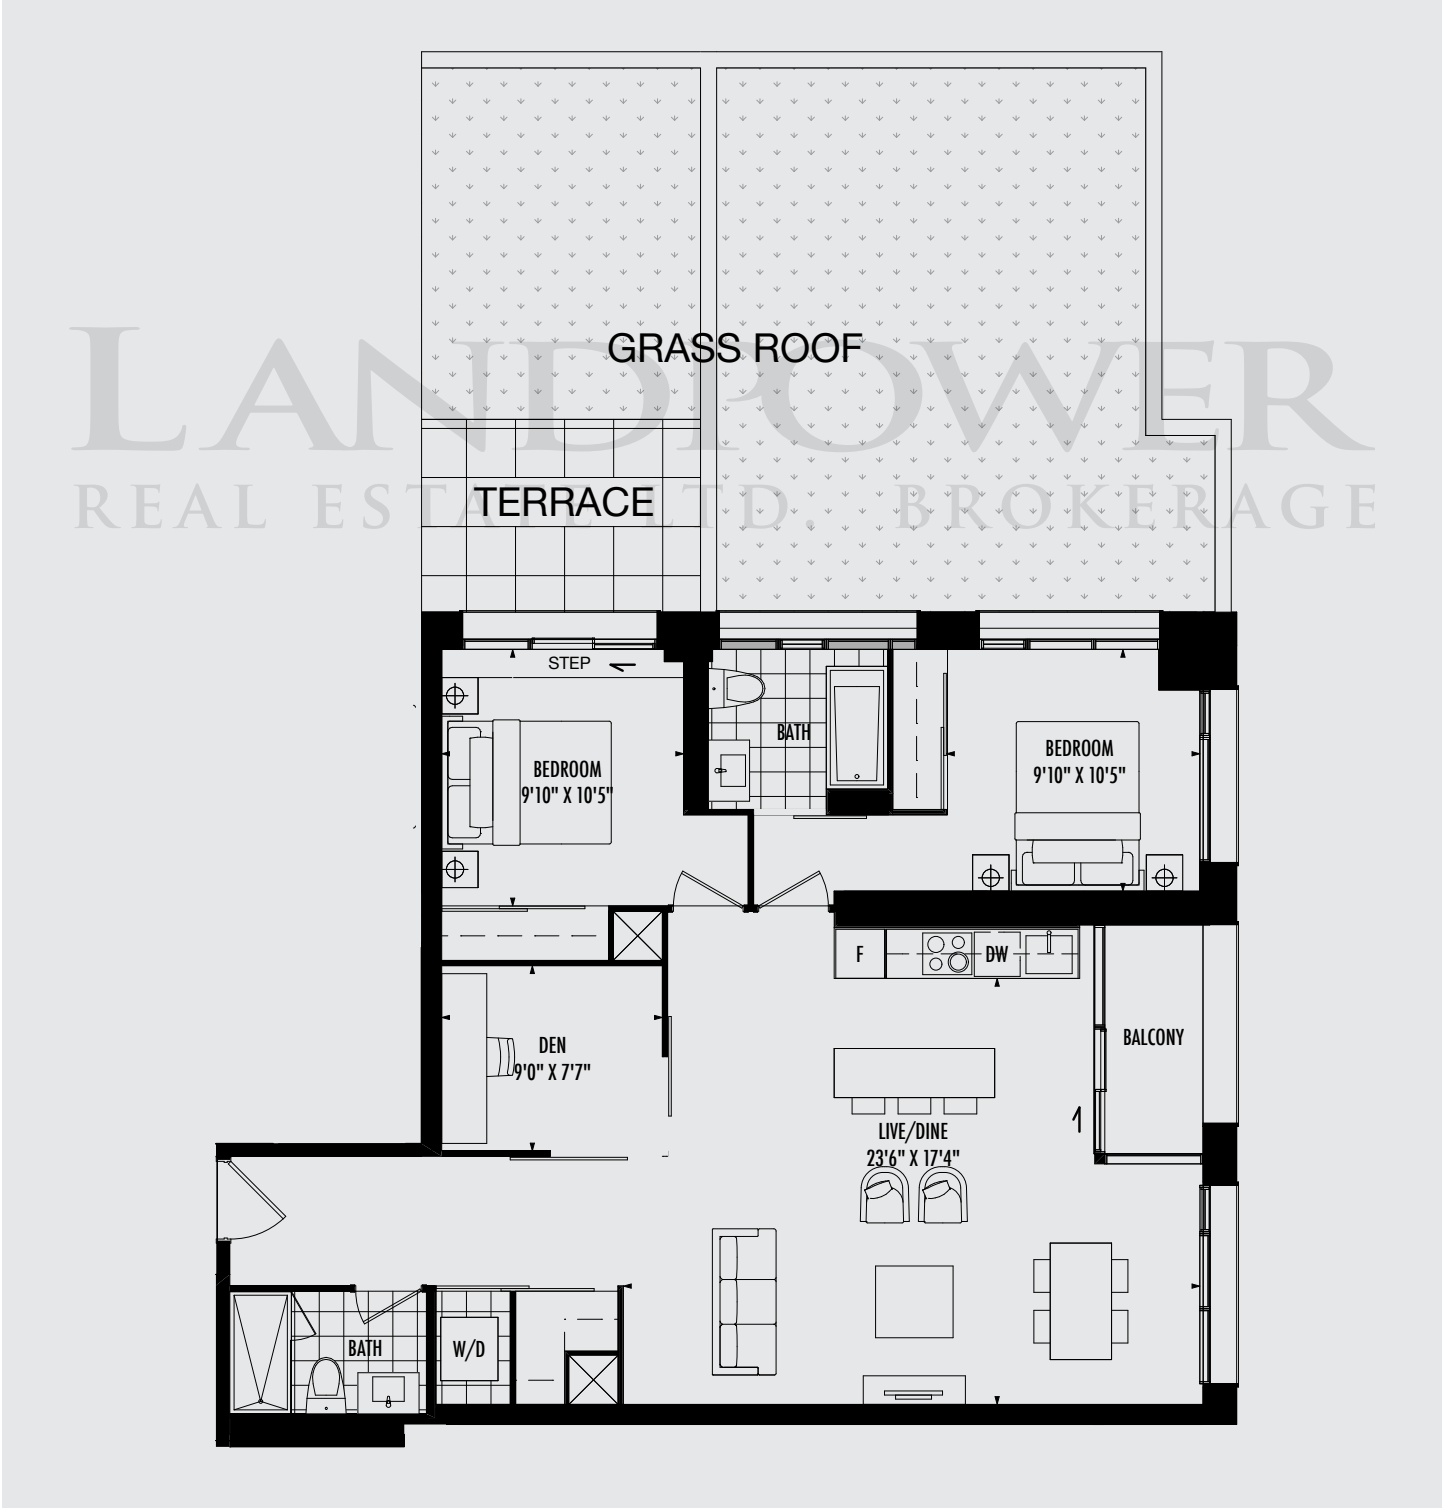 GRASS ROOF
LANDPOWER
REAL ESTATE LTD. BROKERAGE
TERRACE
STEP
BATH
BEDROOM
9'10" X 10'5"
BEDROOM
9'10" X 10'5"
F
DW
DEN
9'0" X 7'7"
BALCONY
LIVE/DINE
23'6" X 17'4"
BATH
W/D